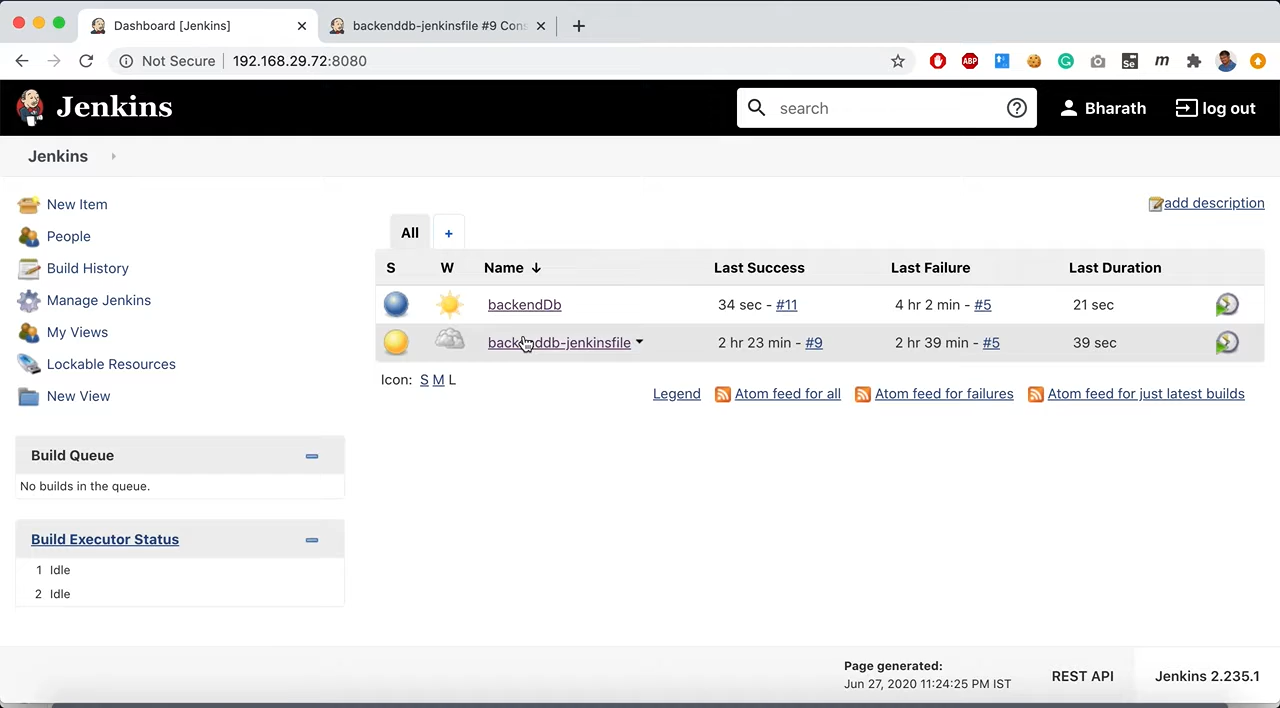 Dashboard [Jenkins]
backenddb-jenkinsfile #9 Cons
Not Secure
192.168.29.72:8080
ABP
Se
m
Jenkins
search
Bharath
log out
Jenkins
New Item
People
Build History
Manage Jenkins
My Views
Lockable Resources
New View
add description
All
+
S W Name ↓ Last Success Last Failure Last Duration
backendDb 34 sec - #11 4 hr 2 min - #5 21 sec
backenddb-jenkinsfile 2 hr 23 min - #9 2 hr 39 min - #5 39 sec
Icon: S M L
Legend Atom feed for all Atom feed for failures Atom feed for just latest builds
Build Queue
No builds in the queue.
Build Executor Status
1 Idle
2 Idle
Page generated:
Jun 27, 2020 11:24:25 PM IST
REST API
Jenkins 2.235.1